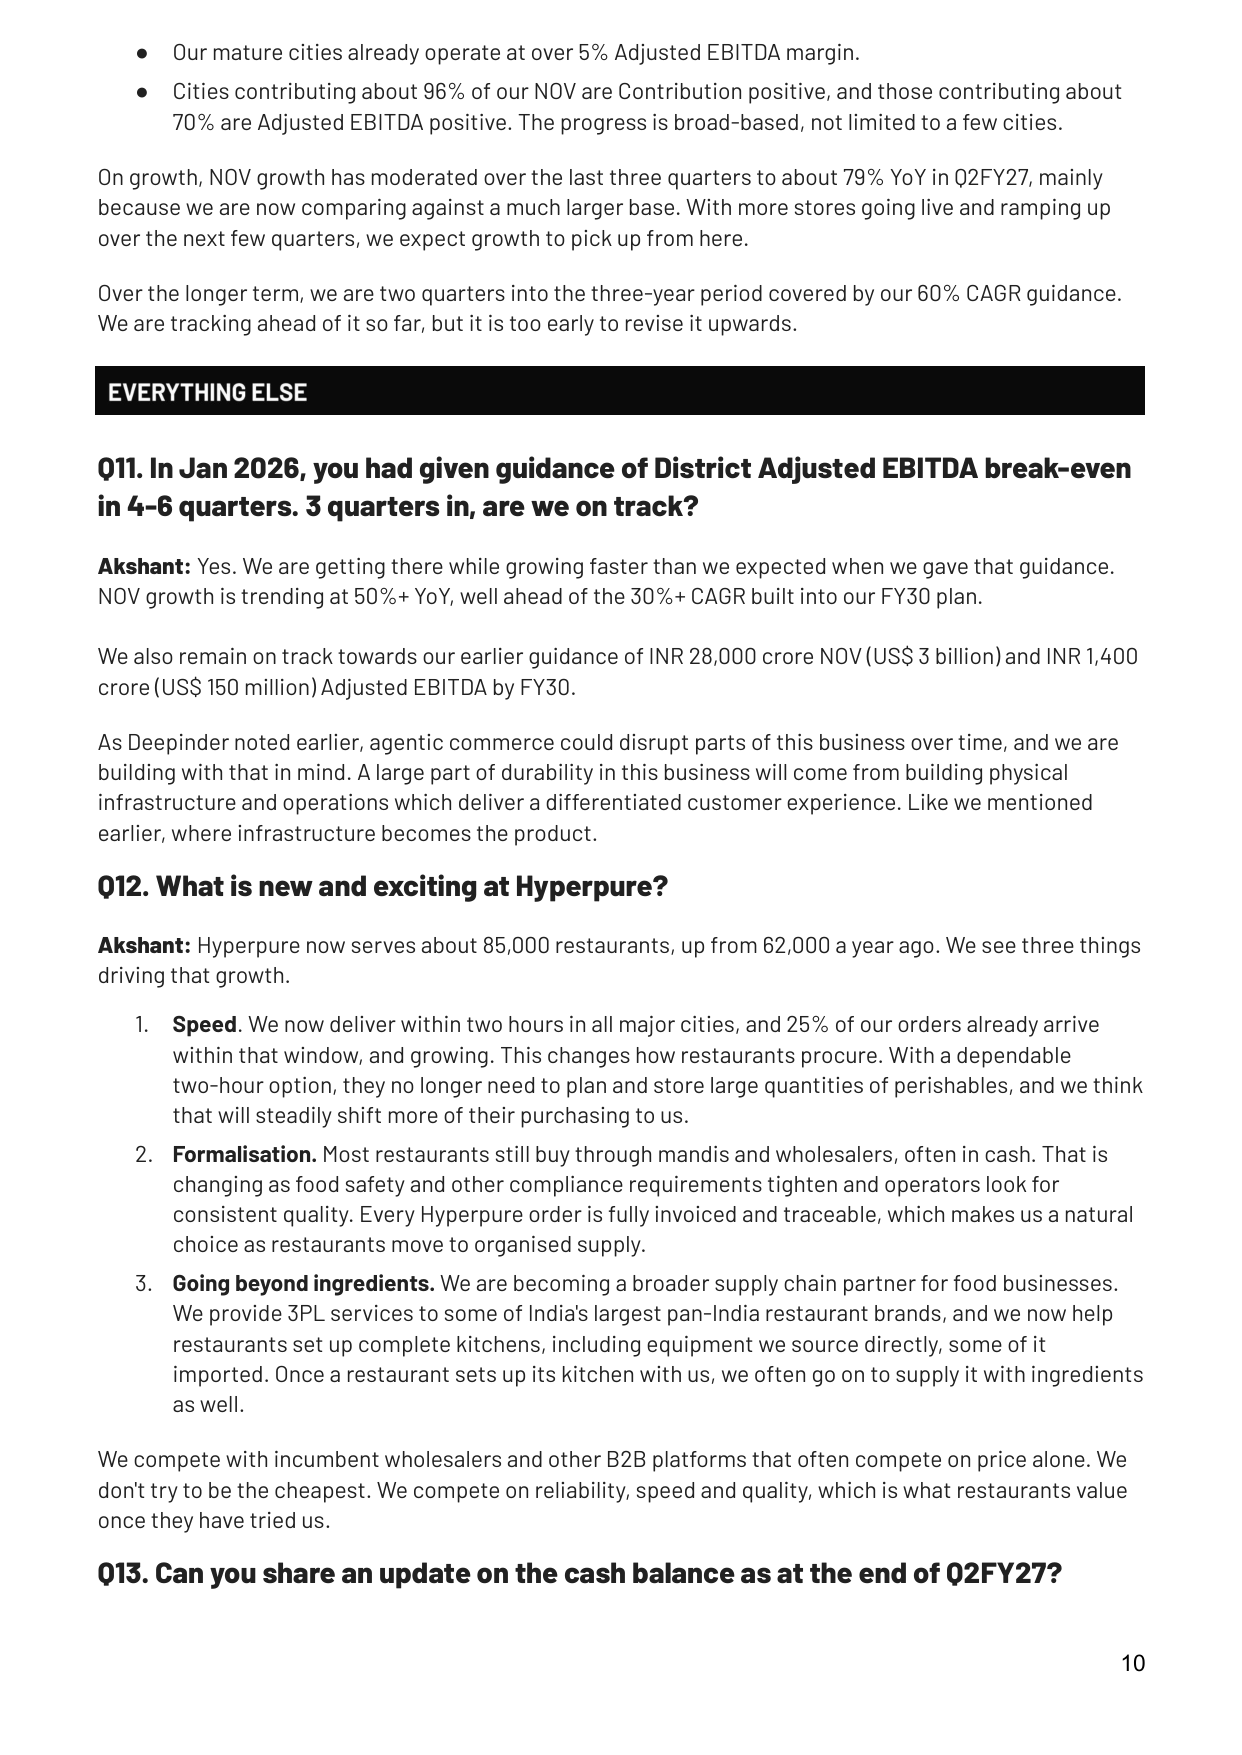 ● Our mature cities already operate at over 5% Adjusted EBITDA margin.
● Cities contributing about 96% of our NOV are Contribution positive, and those contributing about
70% are Adjusted EBITDA positive. The progress is broad-based, not limited to a few cities.
On growth, NOV growth has moderated over the last three quarters to about 79% YoY in Q2FY27, mainly
because we are now comparing against a much larger base. With more stores going live and ramping up
over the next few quarters, we expect growth to pick up from here.
Over the longer term, we are two quarters into the three-year period covered by our 60% CAGR guidance.
We are tracking ahead of it so far, but it is too early to revise it upwards.
EVERYTHING ELSE
Q11. In Jan 2026, you had given guidance of District Adjusted EBITDA break-even
in 4-6 quarters. 3 quarters in, are we on track?
Akshant: Yes. We are getting there while growing faster than we expected when we gave that guidance.
NOV growth is trending at 50%+ YoY, well ahead of the 30%+ CAGR built into our FY30 plan.
We also remain on track towards our earlier guidance of INR 28,000 crore NOV (US$ 3 billion) and INR 1,400
crore (US$ 150 million) Adjusted EBITDA by FY30.
As Deepinder noted earlier, agentic commerce could disrupt parts of this business over time, and we are
building with that in mind. A large part of durability in this business will come from building physical
infrastructure and operations which deliver a differentiated customer experience. Like we mentioned
earlier, where infrastructure becomes the product.
Q12. What is new and exciting at Hyperpure?
Akshant: Hyperpure now serves about 85,000 restaurants, up from 62,000 a year ago. We see three things
driving that growth.
1. Speed. We now deliver within two hours in all major cities, and 25% of our orders already arrive
within that window, and growing. This changes how restaurants procure. With a dependable
two-hour option, they no longer need to plan and store large quantities of perishables, and we think
that will steadily shift more of their purchasing to us.
2. Formalisation. Most restaurants still buy through mandis and wholesalers, often in cash. That is
changing as food safety and other compliance requirements tighten and operators look for
consistent quality. Every Hyperpure order is fully invoiced and traceable, which makes us a natural
choice as restaurants move to organised supply.
3. Going beyond ingredients. We are becoming a broader supply chain partner for food businesses.
We provide 3PL services to some of India's largest pan-India restaurant brands, and we now help
restaurants set up complete kitchens, including equipment we source directly, some of it
imported. Once a restaurant sets up its kitchen with us, we often go on to supply it with ingredients
as well.
We compete with incumbent wholesalers and other B2B platforms that often compete on price alone. We
don't try to be the cheapest. We compete on reliability, speed and quality, which is what restaurants value
once they have tried us.
Q13. Can you share an update on the cash balance as at the end of Q2FY27?
10